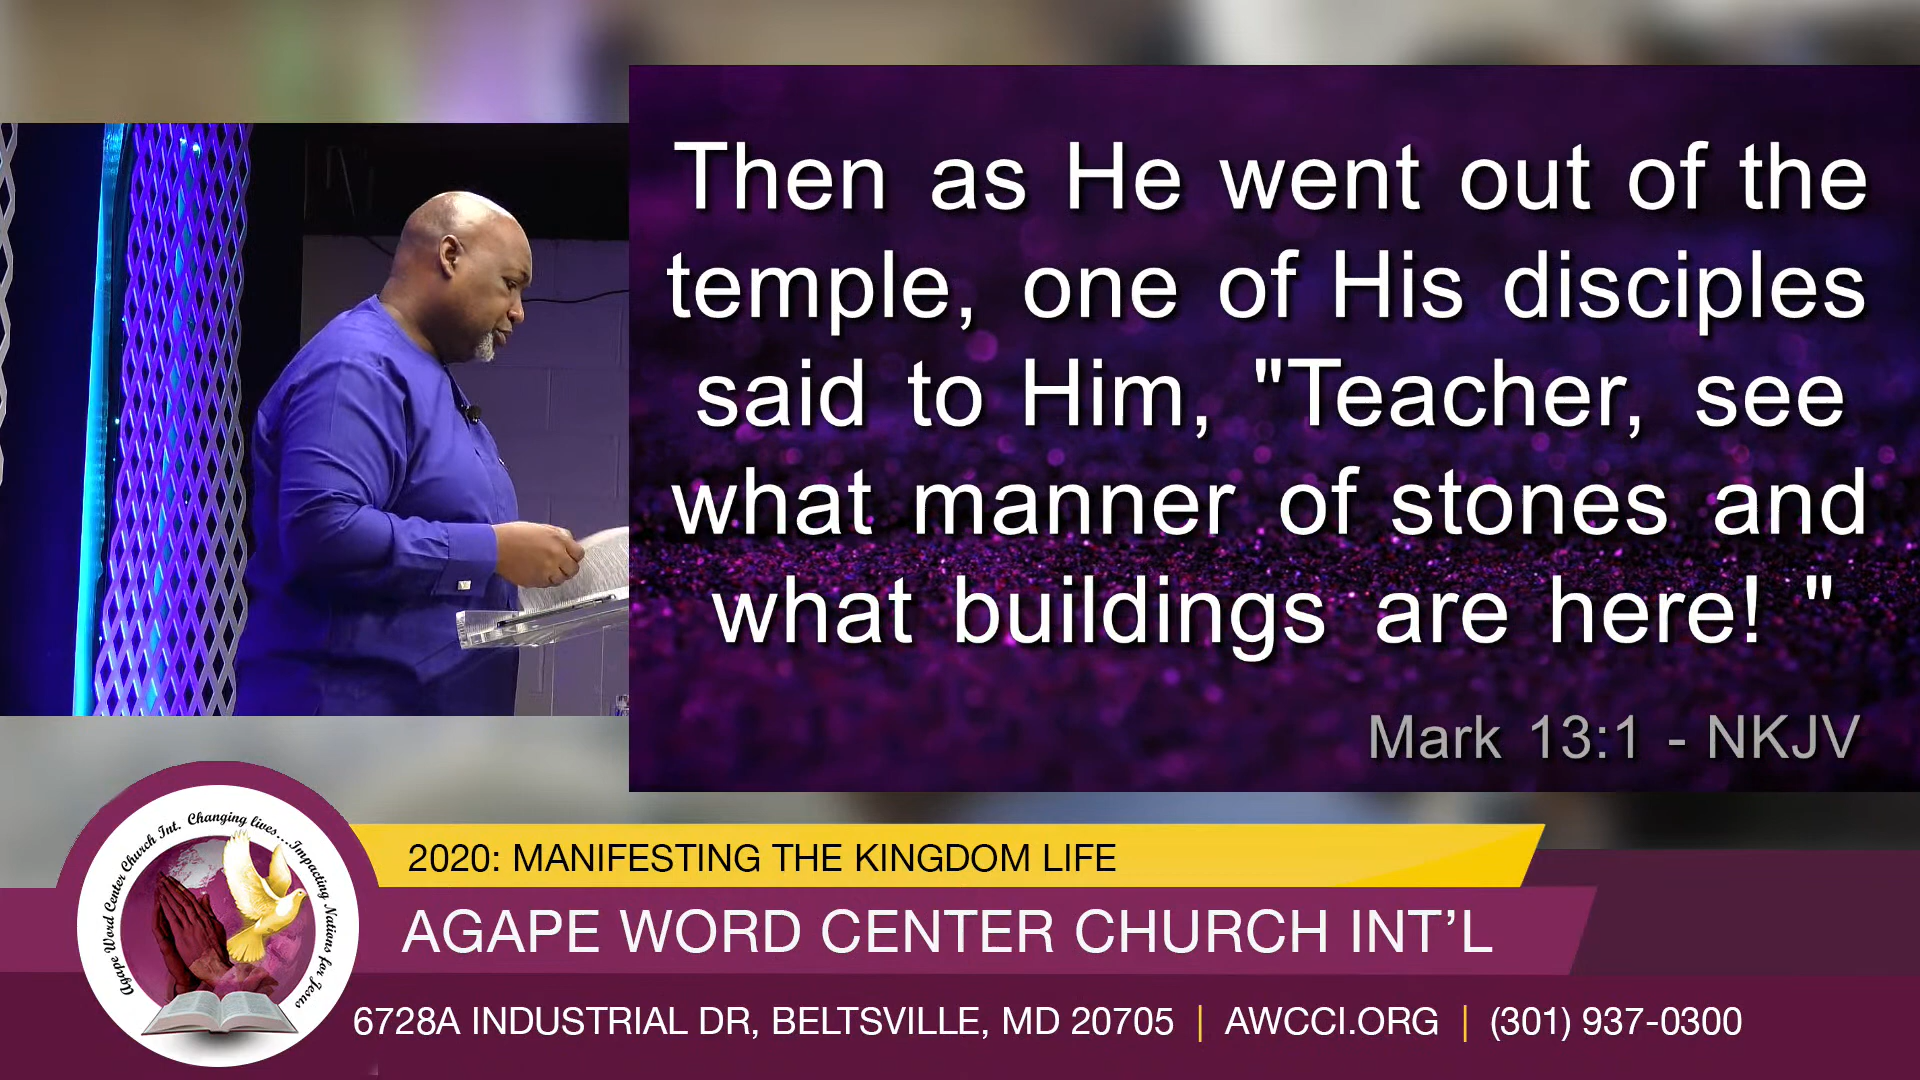 Then as He went out of the
temple, one of His disciples
said to Him, "Teacher, see
what manner of stones and
what buildings are here! "
Mark 13:1 - NKJV
Agape Word Center Church Int. Changing lives...Impacting Nations for Jesus
2020: MANIFESTING THE KINGDOM LIFE
AGAPE WORD CENTER CHURCH INT’L
6728A INDUSTRIAL DR, BELTSVILLE, MD 20705 | AWCCI.ORG | (301) 937-0300